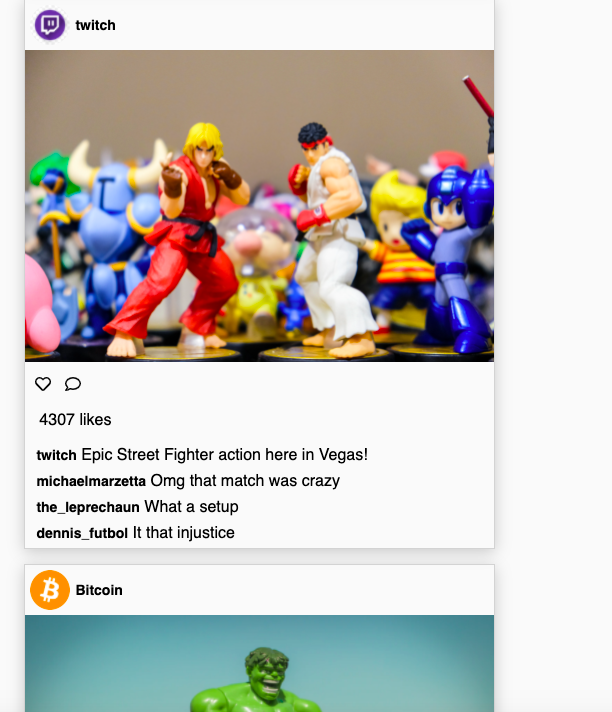 twitch
T
4307 likes
twitch Epic Street Fighter action here in Vegas!
michaelmarzetta Omg that match was crazy
the_leprechaun What a setup
dennis_futbol It that injustice
Bitcoin